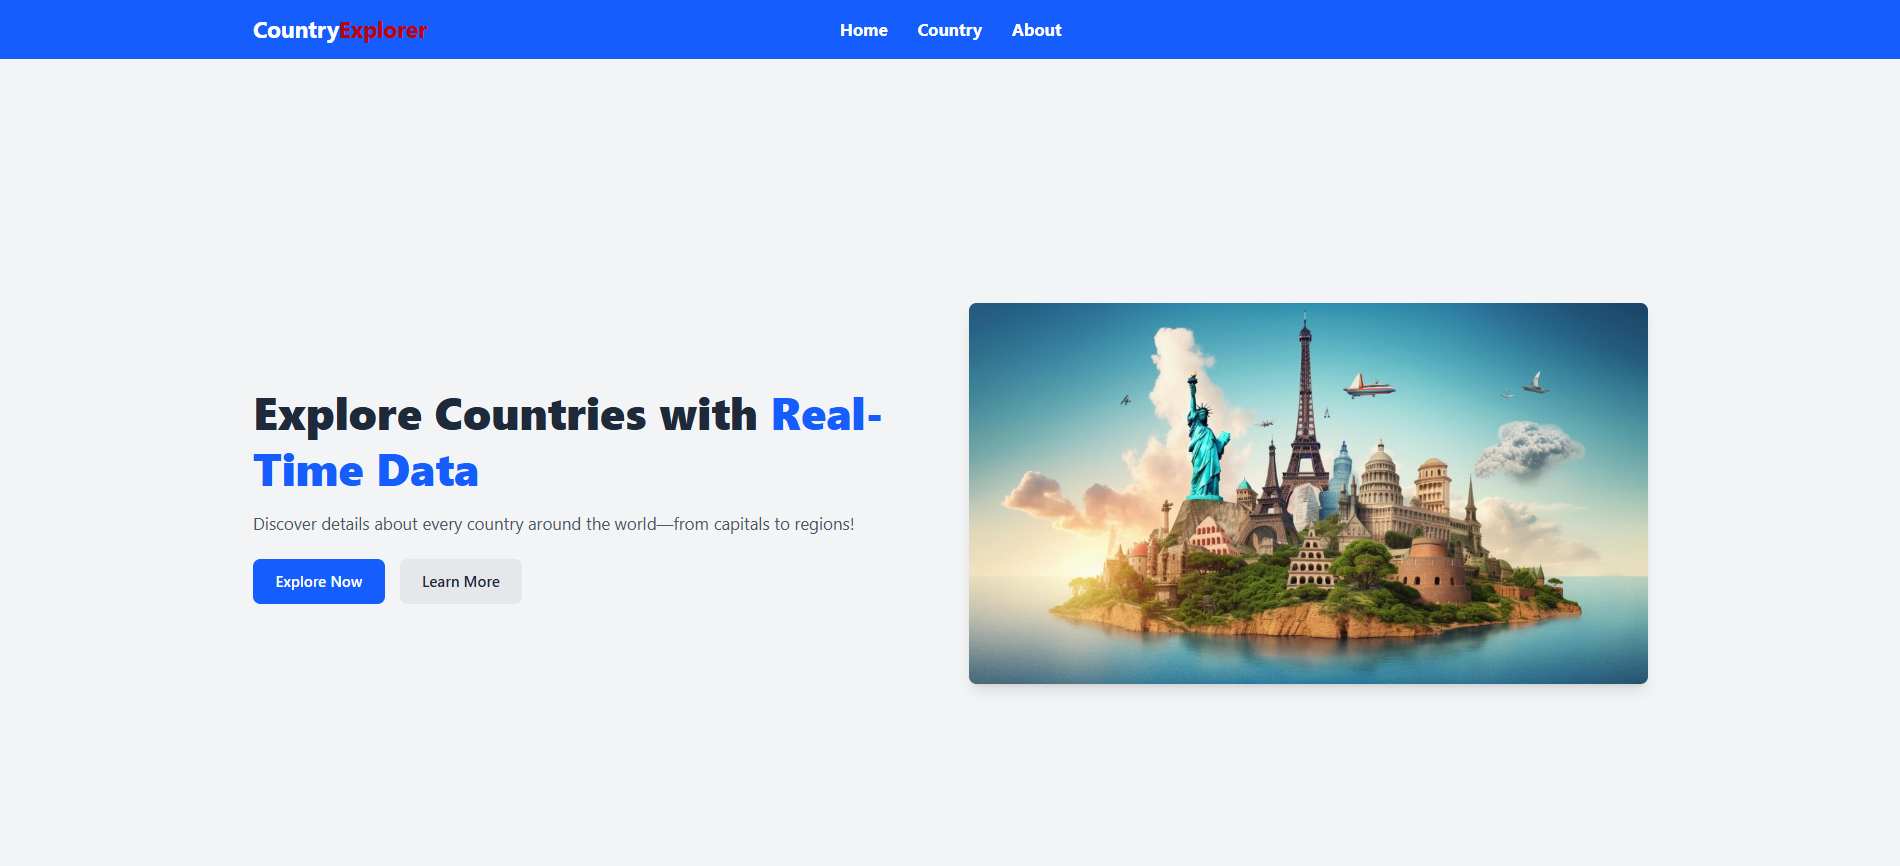 CountryExplorer
Home Country About
Explore Countries with Real-
Time Data
Discover details about every country around the world—from capitals to regions!
Explore Now Learn More